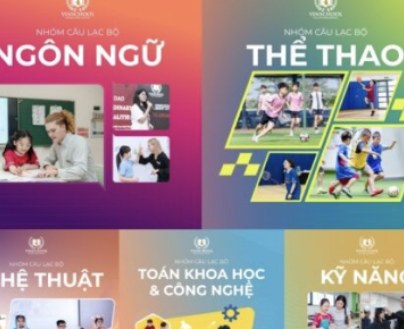 NHÓM CÂU LẠC BỘ
NGÔN NGỮ
NHÓM CÂU LẠC BỘ
THỂ THAO
NHÓM CÂU LẠC BỘ
HỆ THUẬT
NHÓM CÂU LẠC BỘ
TOÁN KHOA HỌC
& CÔNG NGHỆ
NHÓM CÂU LẠC BỘ
KỸ NĂNG